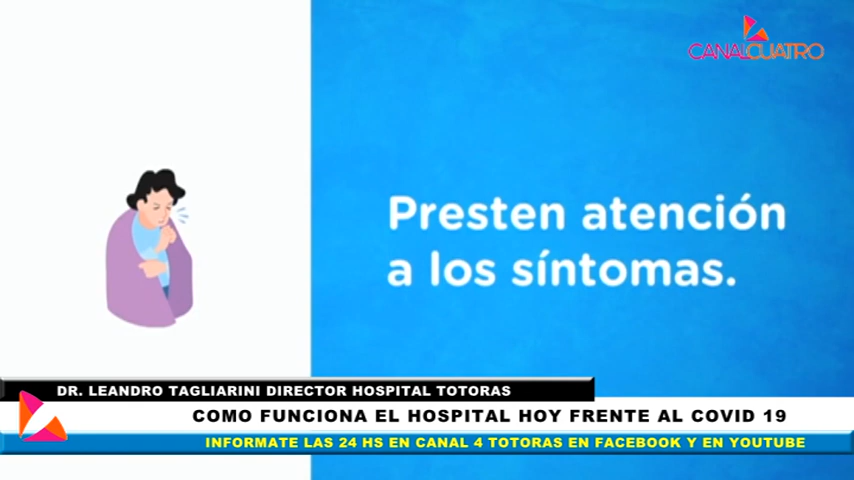 CANALCUATRO
Presten atención
a los síntomas.
DR. LEANDRO TAGLIARINI DIRECTOR HOSPITAL TOTORAS
COMO FUNCIONA EL HOSPITAL HOY FRENTE AL COVID 19
INFORMATE LAS 24 HS EN CANAL 4 TOTORAS EN FACEBOOK Y EN YOUTUBE